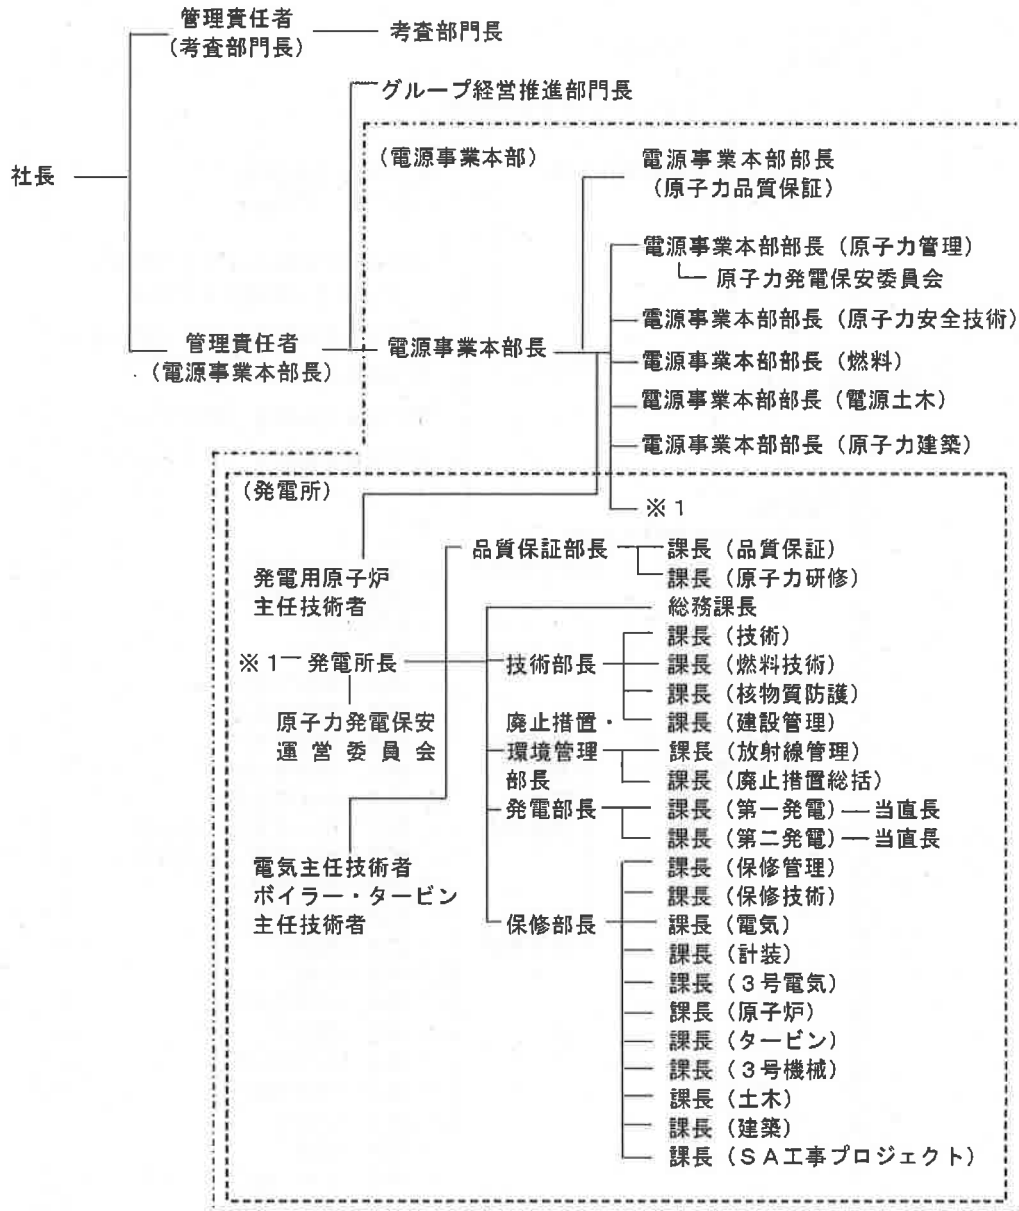 管理責任者
（考査部門長）
考査部門長
グループ経営推進部門長
社長
（電源事業本部）
電源事業本部部長
（原子力品質保証）
電源事業本部部長（原子力管理）
原子力発電保安委員会
電源事業本部部長（原子力安全技術）
管理責任者
（電源事業本部長）
電源事業本部長
電源事業本部部長（燃料）
電源事業本部部長（電源土木）
電源事業本部部長（原子力建築）
※１
（発電所）
発電用原子炉
主任技術者
品質保証部長
課長（品質保証）
課長（原子力研修）
総務課長
※１
発電所長
原子力発電保安
運営委員会
技術部長
課長（技術）
課長（燃料技術）
課長（核物質防護）
課長（建設管理）
廃止措置・
環境管理
部長
課長（放射線管理）
課長（廃止措置総括）
発電部長
課長（第一発電）
当直長
課長（第二発電）
当直長
電気主任技術者
ボイラー・タービン
主任技術者
保修部長
課長（保修管理）
課長（保修技術）
課長（電気）
課長（計装）
課長（３号電気）
課長（原子炉）
課長（タービン）
課長（３号機械）
課長（土木）
課長（建築）
課長（ＳＡ工事プロジェクト）